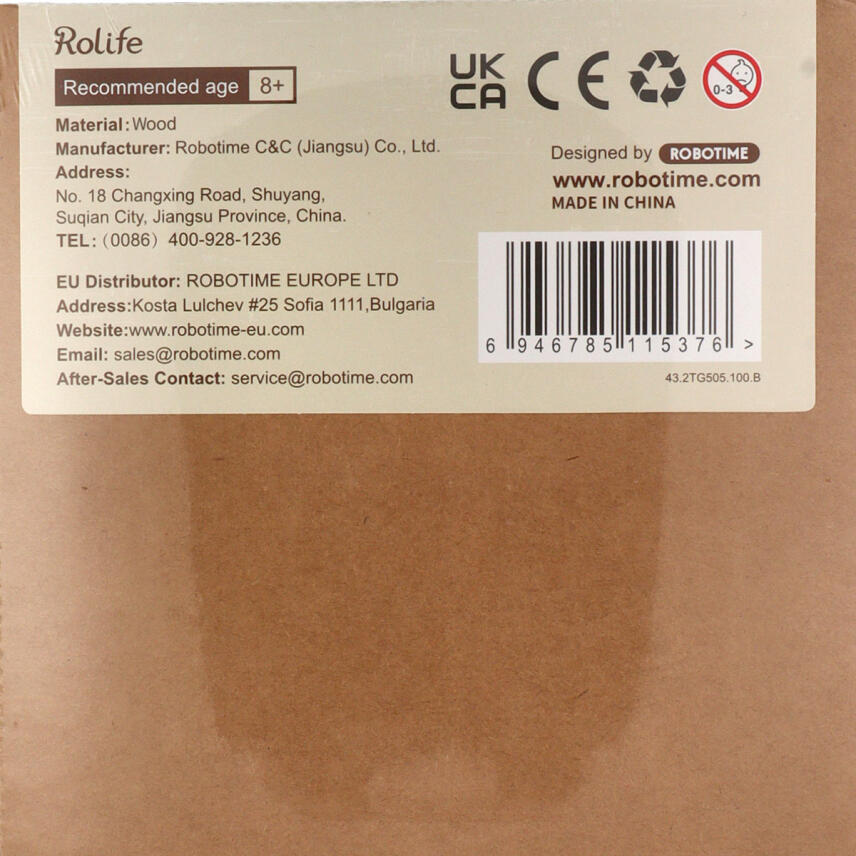 Rolife
Recommended age 8+
Material:Wood
Manufacturer: Robotime C&C (Jiangsu) Co., Ltd.
Address:
No. 18 Changxing Road, Shuyang,
Suqian City, Jiangsu Province, China.
TEL:（0086）400-928-1236
EU Distributor: ROBOTIME EUROPE LTD
Address:Kosta Lulchev #25 Sofia 1111,Bulgaria
Website:www.robotime-eu.com
Email: sales@robotime.com
After-Sales Contact: service@robotime.com
UK
CA
CE
0-3
Designed by ROBOTIME
www.robotime.com
MADE IN CHINA
6 946785 115376 >
43.2TG505.100.B